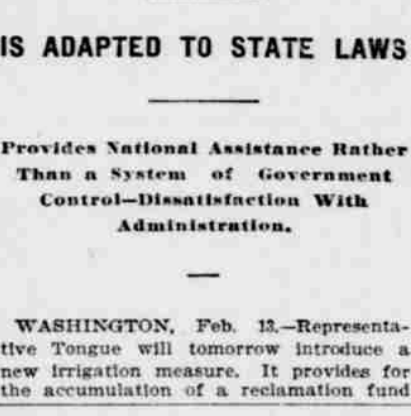 IS ADAPTED TO STATE LAWS
Provides National Assistance Rather
Than a System of Government
Control—Dissatisfaction With
Administration.
WASHINGTON, Feb. 13.—Representa-
tive Tongue will tomorrow introduce a
new irrigation measure. It provides for
the accumulation of a reclamation fund